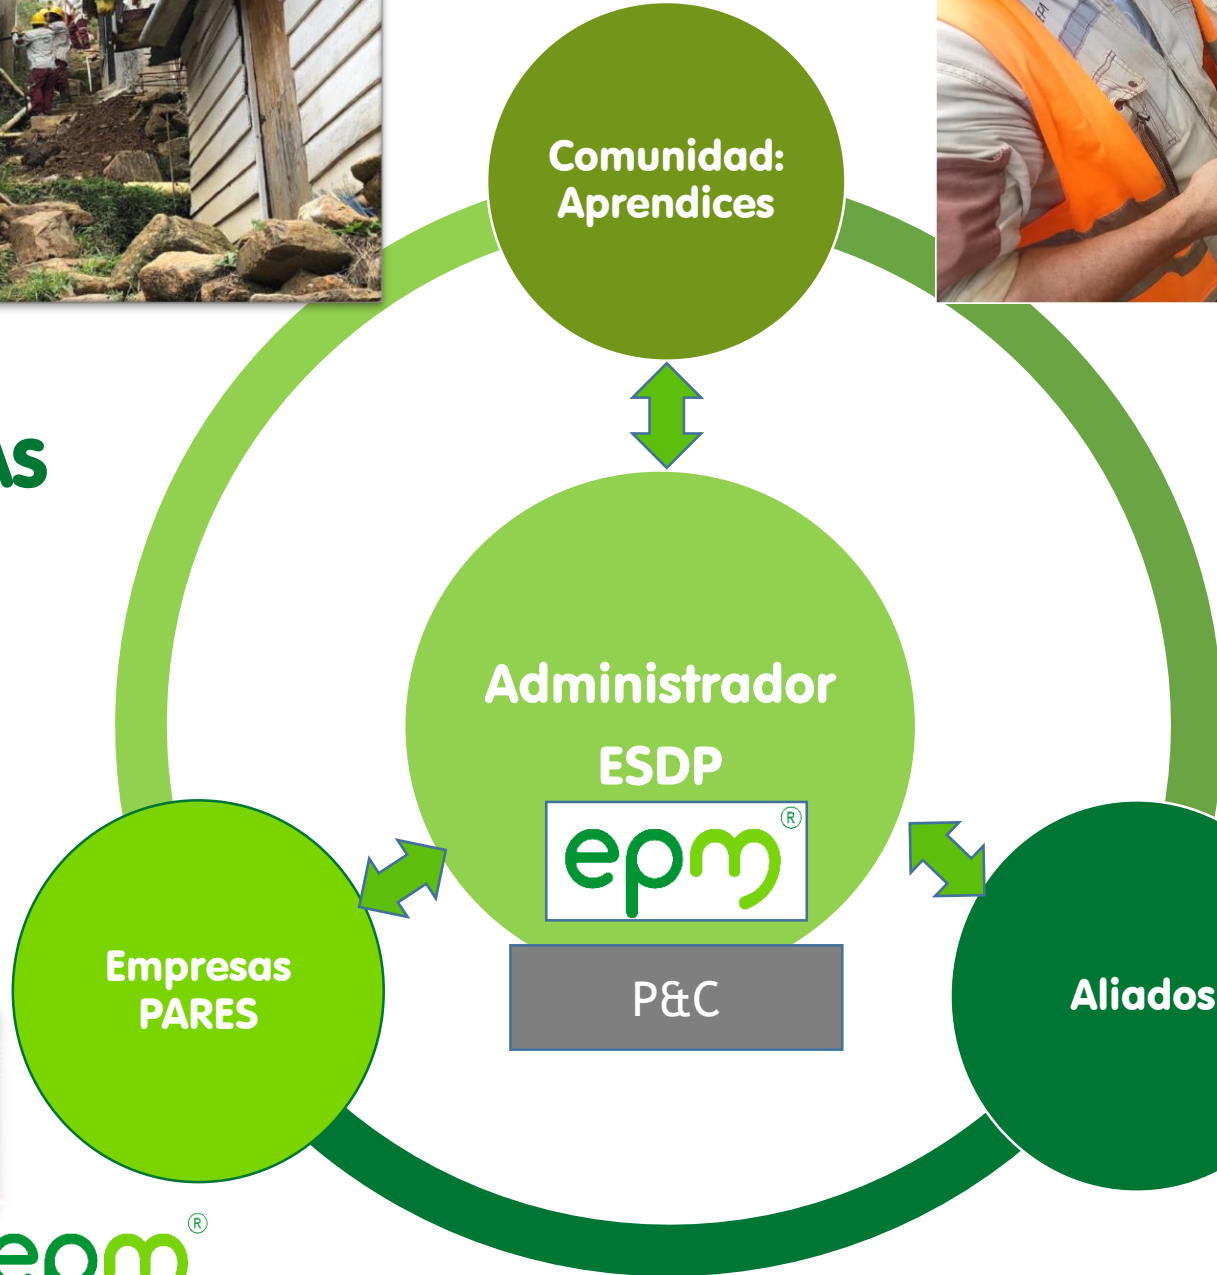 Comunidad:
Aprendices
AS
Administrador
ESDP
epm®
P&C
Empresas
PARES
Aliados
epm®